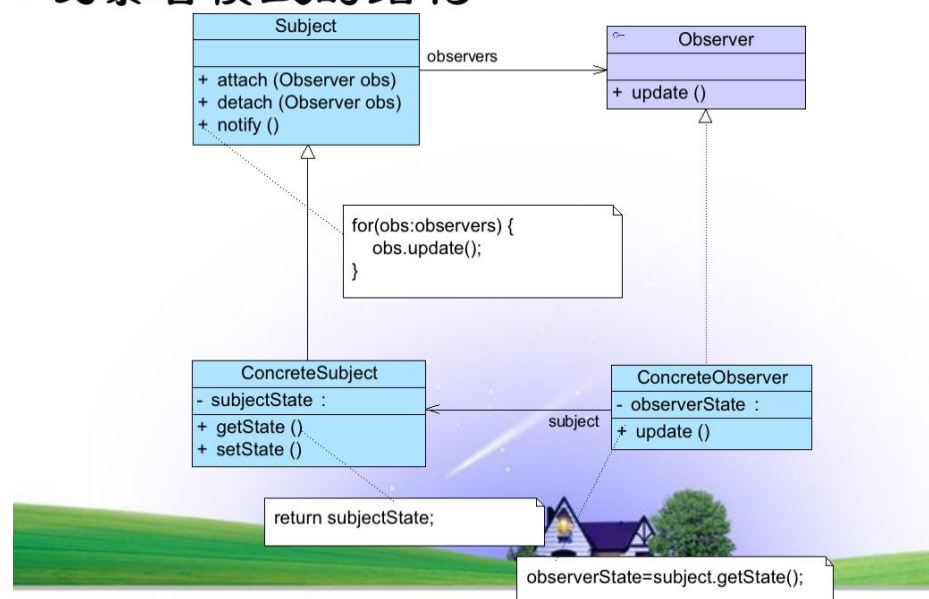 Subject
+ attach (Observer obs)
+ detach (Observer obs)
+ notify ()
observers
Observer
+ update ()
for(obs:observers) {
obs.update();
}
ConcreteSubject
- subjectState :
+ getState ()
+ setState ()
subject
ConcreteObserver
- observerState :
+ update ()
return subjectState;
observerState=subject.getState();